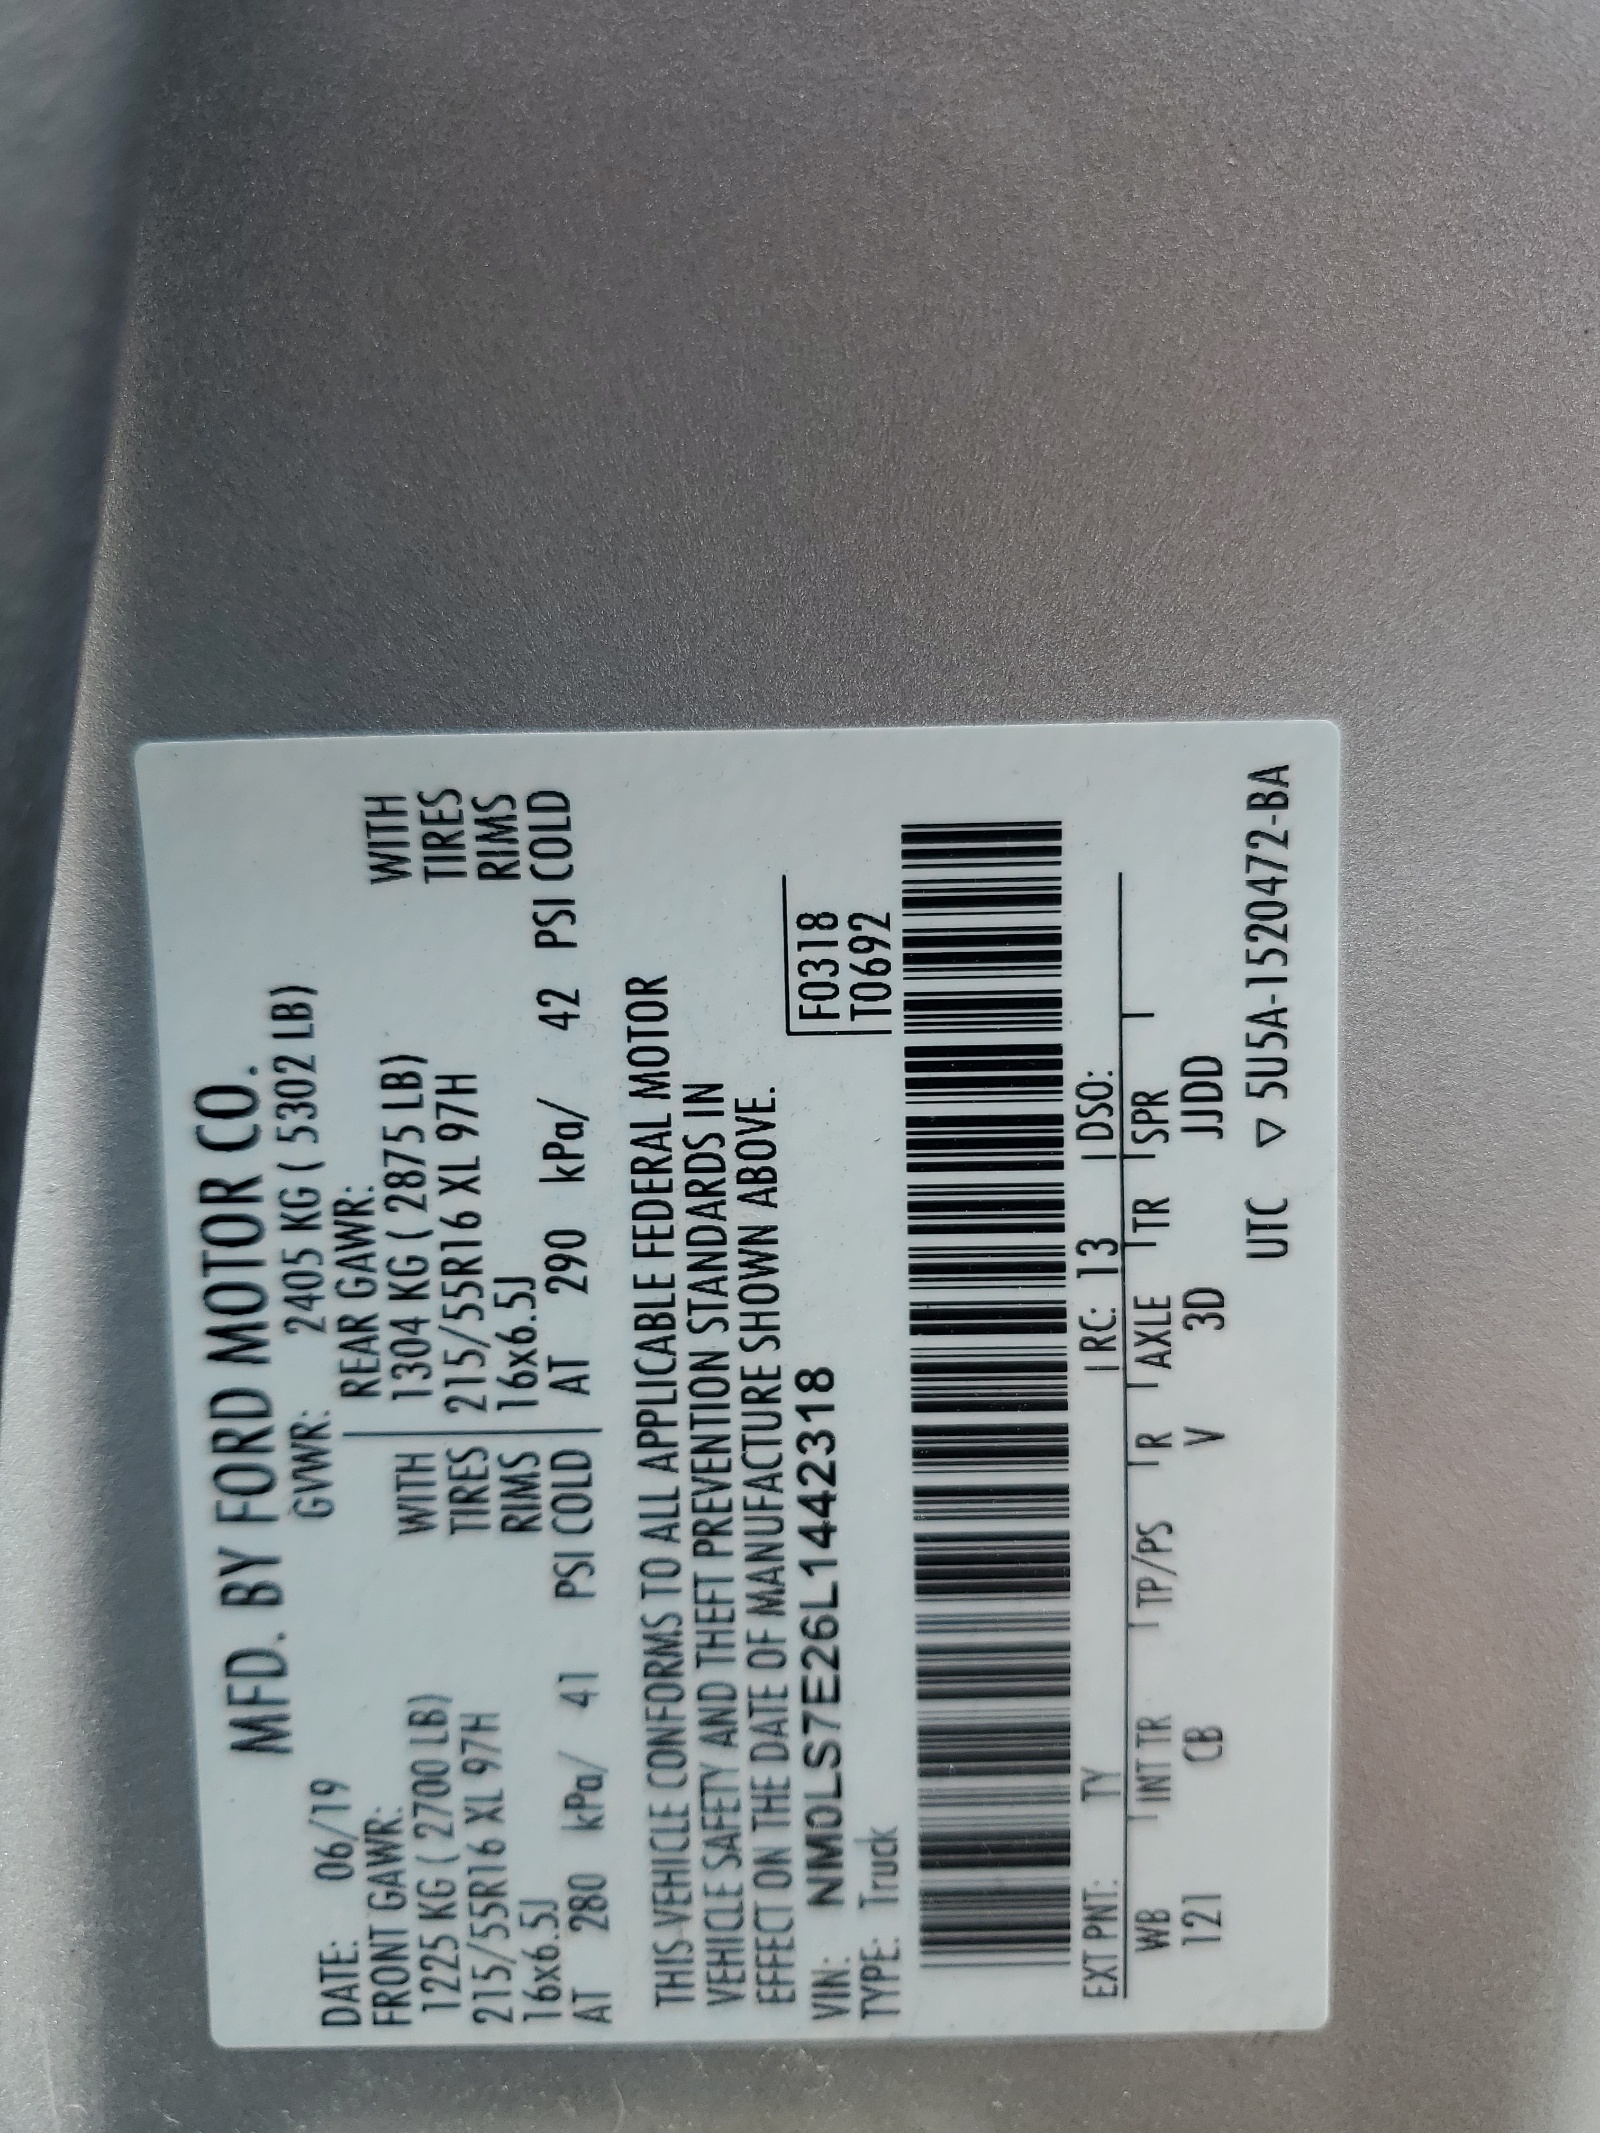 MFD. BY FORD MOTOR CO.
DATE: 06/19 GVWR: 2405 KG ( 5302 LB)
FRONT GAWR: REAR GAWR:
1225 KG ( 2700 LB) WITH 1304 KG ( 2875 LB) WITH
215/55R16 XL 97H TIRES 215/55R16 XL 97H TIRES
16x6.5J RIMS 16x6.5J RIMS
AT 280 kPa/ 41 PSI COLD AT 290 kPa/ 42 PSI COLD
THIS VEHICLE CONFORMS TO ALL APPLICABLE FEDERAL MOTOR
VEHICLE SAFETY AND THEFT PREVENTION STANDARDS IN
EFFECT ON THE DATE OF MANUFACTURE SHOWN ABOVE.
VIN: NM0LS7E26L1442318 F0318
TYPE: Truck T0692
EXT PNT: TY RC: 13 DSO:
WB INT TR TP/PS R AXLE TR SPR
121 CB V 3D JJDD
UTC ▽ 5U5A-1520472-BA